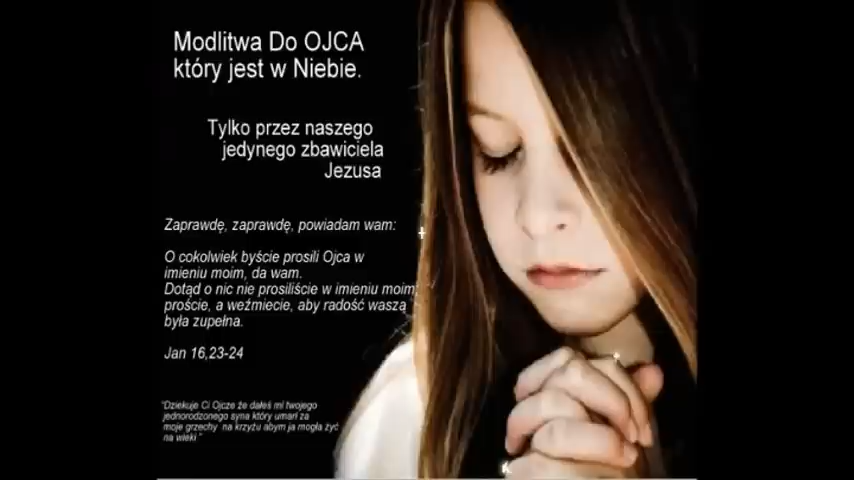 Modlitwa Do OJCA
który jest w Niebie.
Tylko przez naszego
jedynego zbawiciela
Jezusa
Zaprawdę, zaprawdę, powiadam wam:
O cokolwiek byście prosili Ojca w
imieniu moim, da wam.
Dotąd o nic nie prosiliście w imieniu moim;
proście, a weźmiecie, aby radość wasza
była zupełna.
Jan 16,23-24
"Dziekuje Ci Ojcze że dałeś mi twojego
jednorodzonego syna który umarł za
moje grzechy na krzyżu abym ja mogła żyć
na wieki "